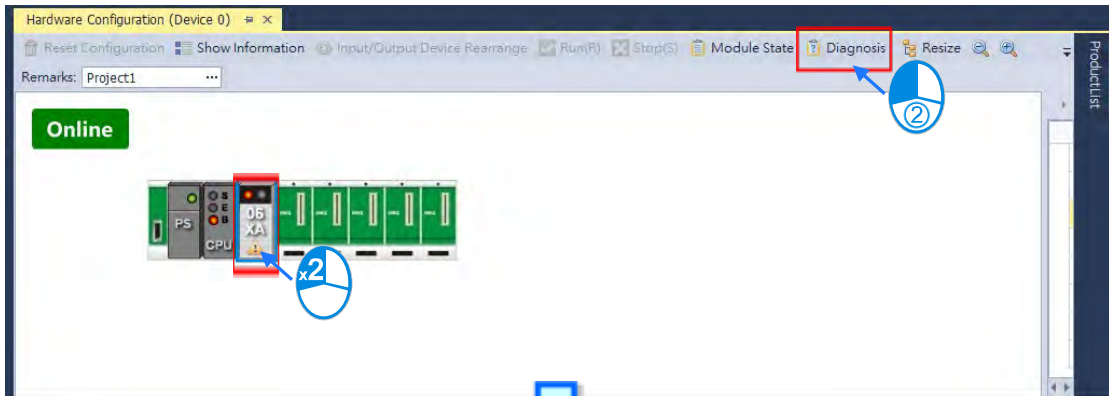 Hardware Configuration (Device 0)
Reset Configuration Show Information Input/Output Device Rearrange Run(R) Stop(S) Module State Diagnosis Resize
Remarks: Project1 ...
ProductList
②
Online
PS
S
E
B
CPU
06
XA
x2